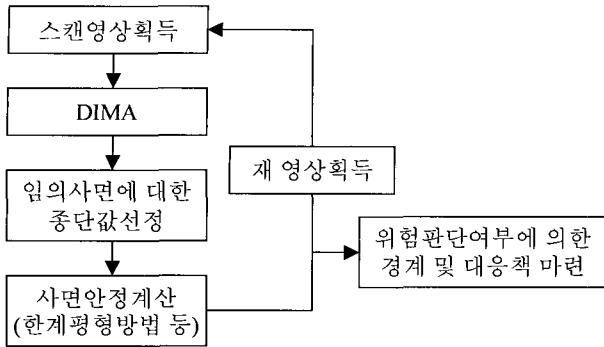 스캔영상획득
DIMA
임의사면에 대한
종단값선정
사면안정계산
(한계평형방법 등)
재 영상획득
위험판단여부에 의한
경계 및 대응책 마련